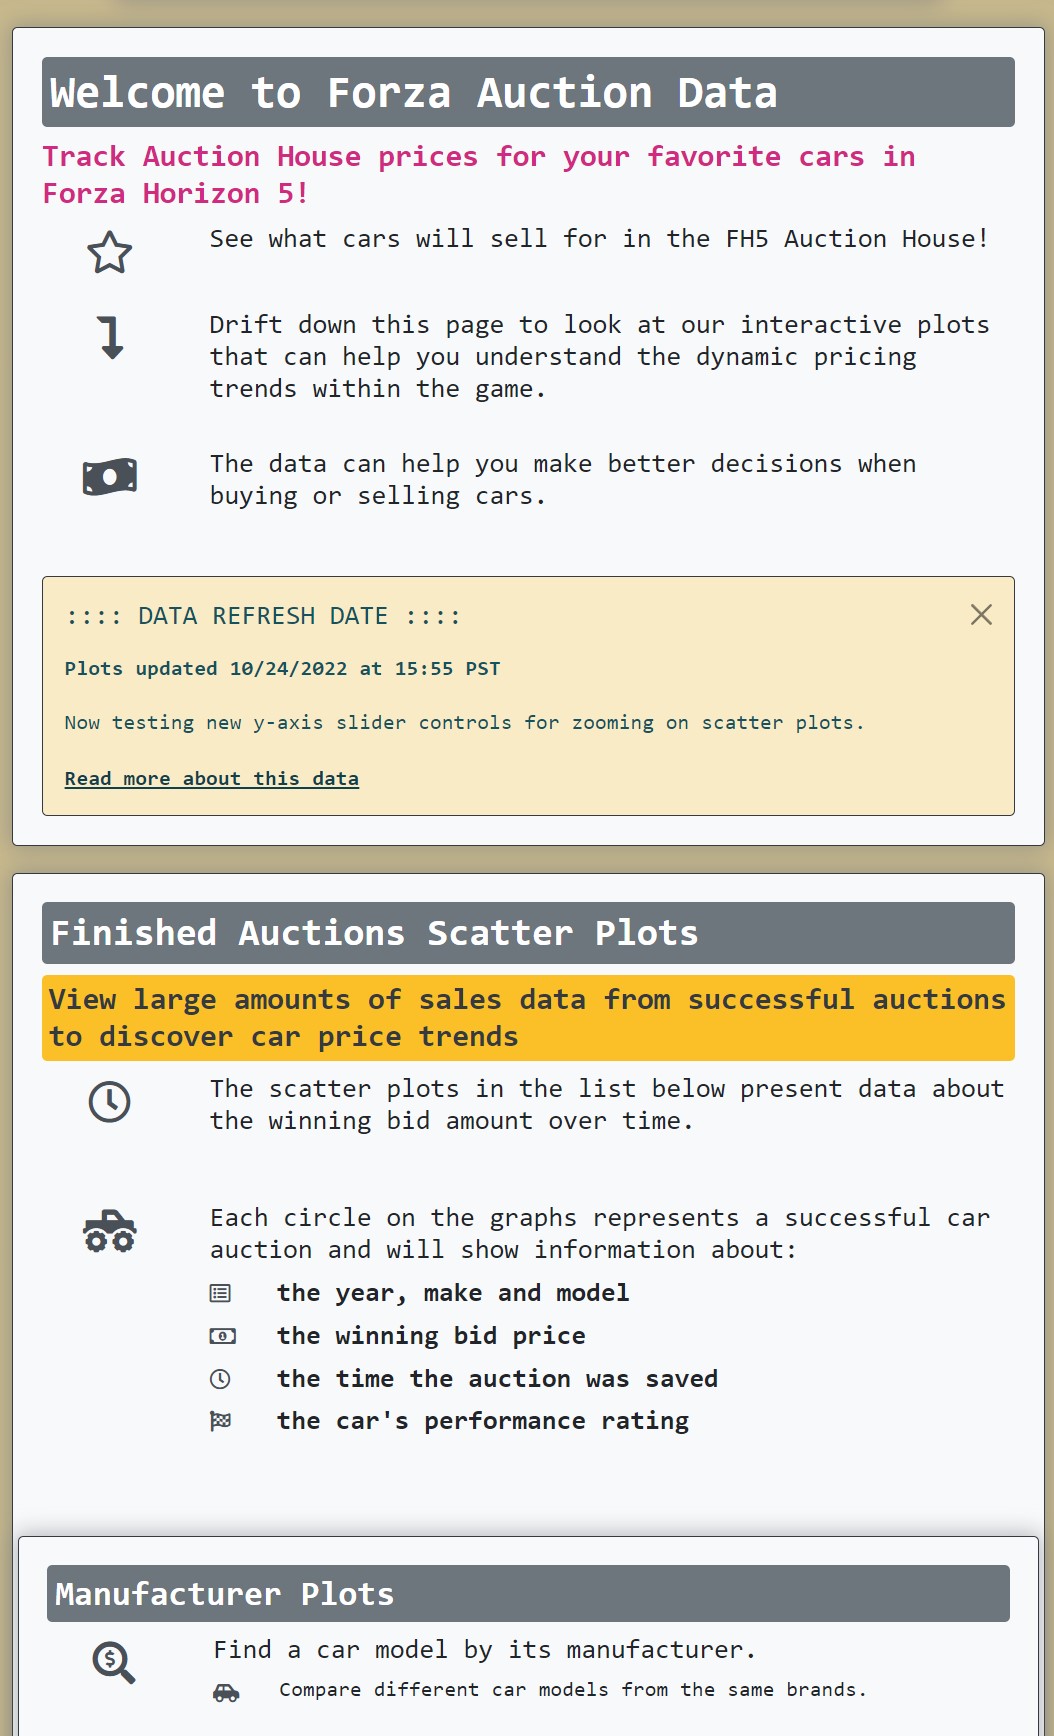 Welcome to Forza Auction Data
Track Auction House prices for your favorite cars in
Forza Horizon 5!
See what cars will sell for in the FH5 Auction House!
Drift down this page to look at our interactive plots
that can help you understand the dynamic pricing
trends within the game.
The data can help you make better decisions when
buying or selling cars.
:::: DATA REFRESH DATE ::::
Plots updated 10/24/2022 at 15:55 PST
Now testing new y-axis slider controls for zooming on scatter plots.
Read more about this data
Finished Auctions Scatter Plots
View large amounts of sales data from successful auctions
to discover car price trends
The scatter plots in the list below present data about
the winning bid amount over time.
Each circle on the graphs represents a successful car
auction and will show information about:
the year, make and model
the winning bid price
the time the auction was saved
the car's performance rating
Manufacturer Plots
Find a car model by its manufacturer.
Compare different car models from the same brands.